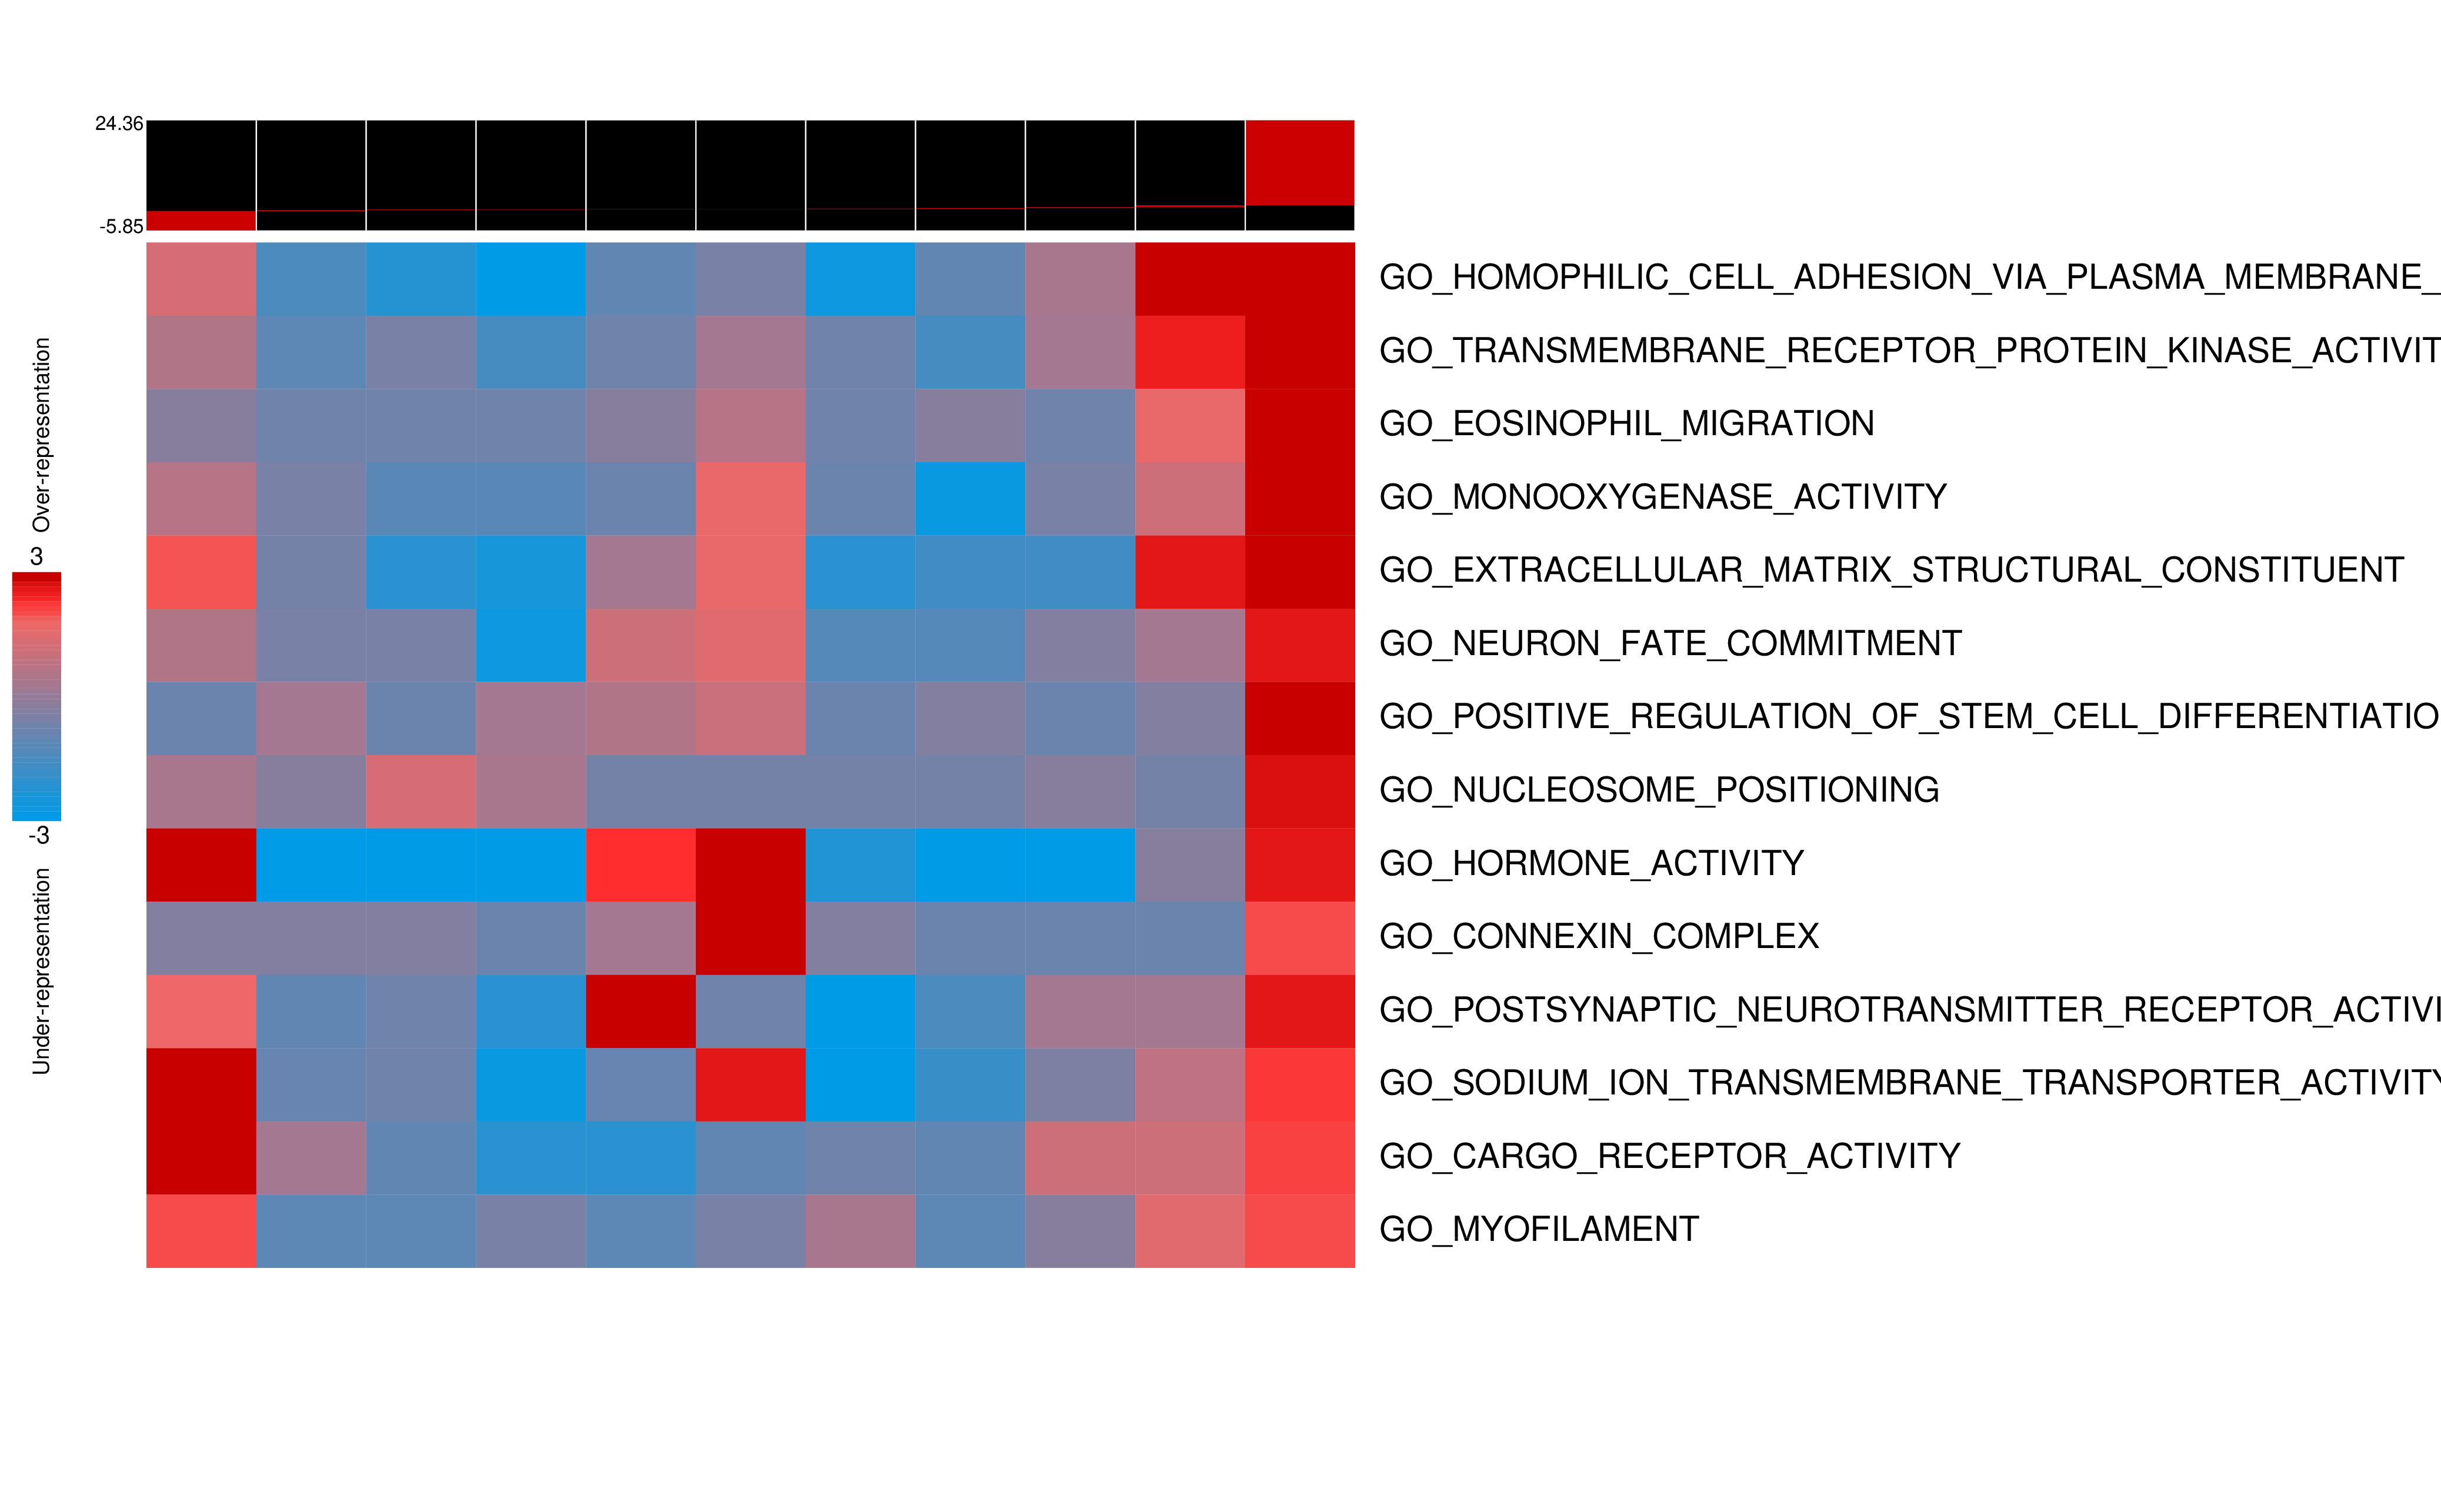 24.36
-5.85
GO_HOMOPHILIC_CELL_ADHESION_VIA_PLASMA_MEMBRANE_
GO_TRANSMEMBRANE_RECEPTOR_PROTEIN_KINASE_ACTIVIT
GO_EOSINOPHIL_MIGRATION
GO_MONOOXYGENASE_ACTIVITY
GO_EXTRACELLULAR_MATRIX_STRUCTURAL_CONSTITUENT
GO_NEURON_FATE_COMMITMENT
GO_POSITIVE_REGULATION_OF_STEM_CELL_DIFFERENTIATIO
GO_NUCLEOSOME_POSITIONING
GO_HORMONE_ACTIVITY
GO_CONNEXIN_COMPLEX
GO_POSTSYNAPTIC_NEUROTRANSMITTER_RECEPTOR_ACTIVI
GO_SODIUM_ION_TRANSMEMBRANE_TRANSPORTER_ACTIVITY
GO_CARGO_RECEPTOR_ACTIVITY
GO_MYOFILAMENT
Over-representation
3
-3
Under-representation